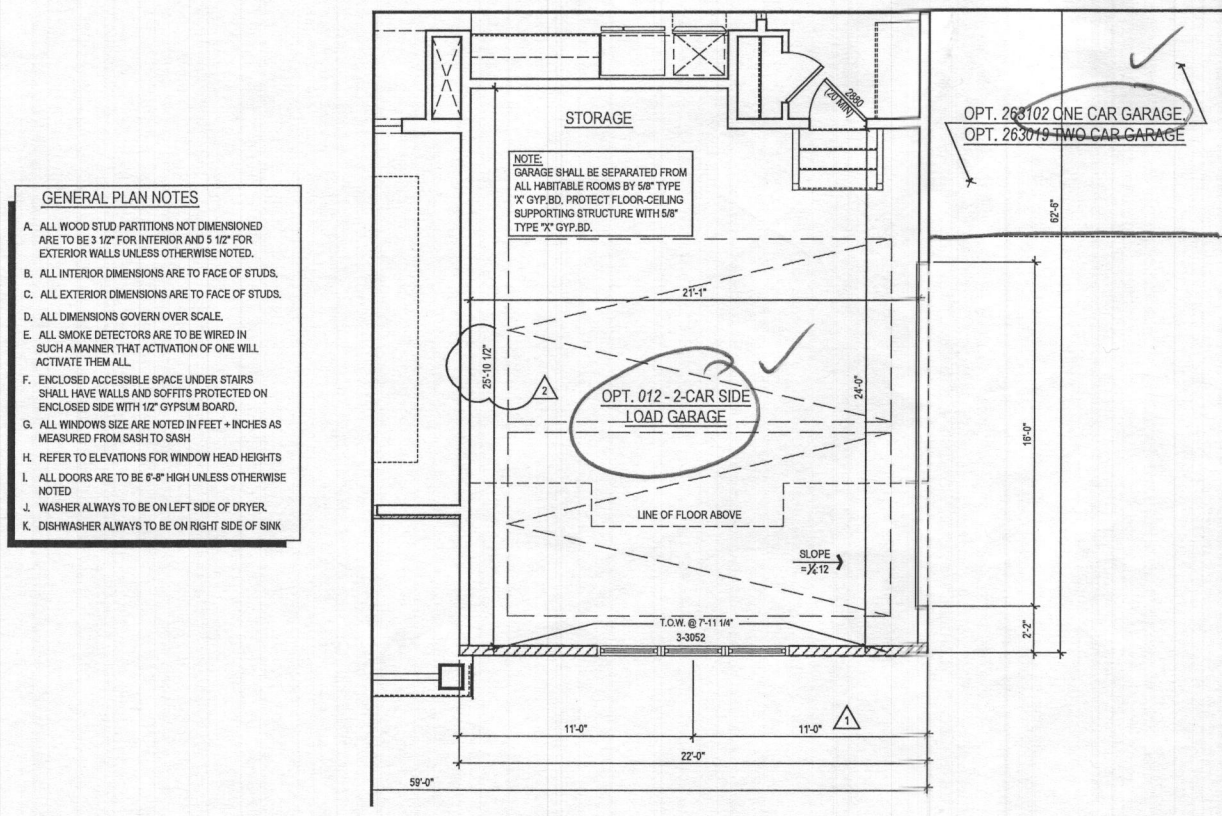 GENERAL PLAN NOTES
A. ALL WOOD STUD PARTITIONS NOT DIMENSIONED
ARE TO BE 3 1/2" FOR INTERIOR AND 5 1/2" FOR
EXTERIOR WALLS UNLESS OTHERWISE NOTED.
B. ALL INTERIOR DIMENSIONS ARE TO FACE OF STUDS.
C. ALL EXTERIOR DIMENSIONS ARE TO FACE OF STUDS.
D. ALL DIMENSIONS GOVERN OVER SCALE.
E. ALL SMOKE DETECTORS ARE TO BE WIRED IN
SUCH A MANNER THAT ACTIVATION OF ONE WILL
ACTIVATE THEM ALL.
F. ENCLOSED ACCESSIBLE SPACE UNDER STAIRS
SHALL HAVE WALLS AND SOFFITS PROTECTED ON
ENCLOSED SIDE WITH 1/2" GYPSUM BOARD.
G. ALL WINDOWS SIZE ARE NOTED IN FEET + INCHES AS
MEASURED FROM SASH TO SASH
H. REFER TO ELEVATIONS FOR WINDOW HEAD HEIGHTS
I. ALL DOORS ARE TO BE 6'-8" HIGH UNLESS OTHERWISE
NOTED
J. WASHER ALWAYS TO BE ON LEFT SIDE OF DRYER.
K. DISHWASHER ALWAYS TO BE ON RIGHT SIDE OF SINK
STORAGE
2880
(20 MIN)
NOTE:
GARAGE SHALL BE SEPARATED FROM
ALL HABITABLE ROOMS BY 5/8" TYPE
'X' GYP.BD. PROTECT FLOOR-CEILING
SUPPORTING STRUCTURE WITH 5/8"
TYPE "X" GYP.BD.
OPT. 263102 ONE CAR GARAGE,
OPT. 263019 TWO CAR GARAGE
62'-6"
21'-1"
25'-10 1/2"
2
OPT. 012 - 2-CAR SIDE
LOAD GARAGE
24'-0"
16'-0"
LINE OF FLOOR ABOVE
SLOPE
=¼:12
T.O.W. @ 7'-11 1/4"
3-3052
2'-2"
11'-0"
11'-0"
1
22'-0"
59'-0"